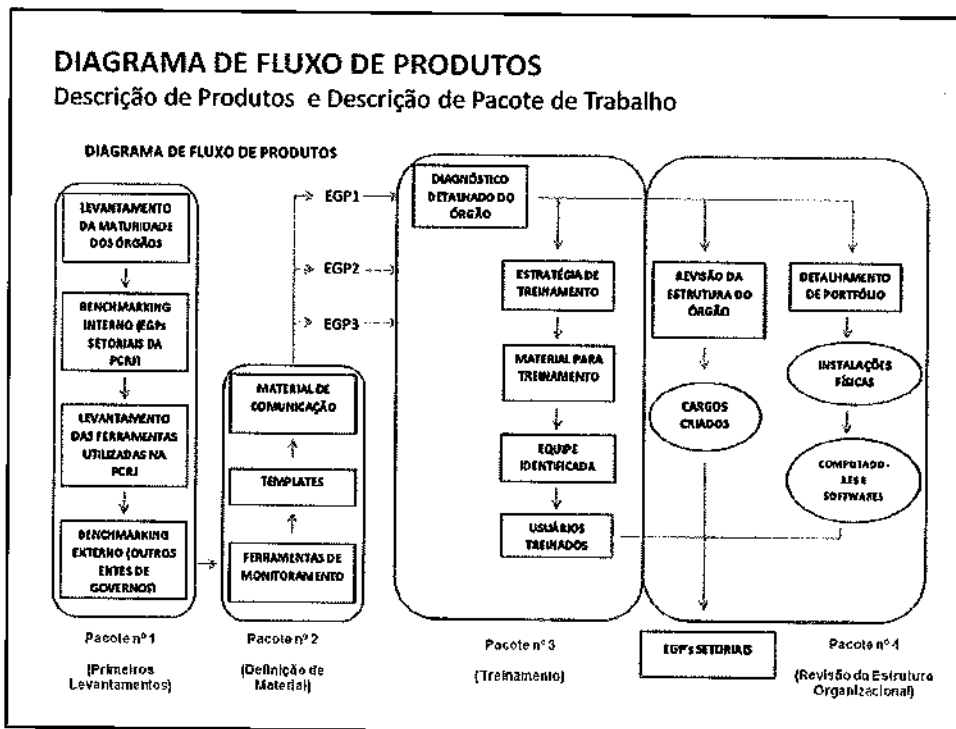 DIAGRAMA DE FLUXO DE PRODUTOS
Descrição de Produtos e Descrição de Pacote de Trabalho
DIAGRAMA DE FLUXO DE PRODUTOS
LEVANTAMENTO
DA MATURIDADE
DOS ÓRGÃOS
BENCHMARKING
INTERNO (EGPs
SETORIAIS DA
PCRJ)
LEVANTAMENTO
DAS FERRAMENTAS
UTILIZADAS NA
PCRJ
BENCHMARKING
EXTERNO (OUTROS
ENTES DE
GOVERNOS)
Pacote nº 1
(Primeiros
Levantamentos)
MATERIAL DE
COMUNICAÇÃO
TEMPLATES
FERRAMENTAS DE
MONITORAMENTO
Pacote nº 2
(Definição de
Material)
EGP1
EGP2
EGP3
DIAGNÓSTICO
DETALHADO DO
ÓRGÃO
ESTRATÉGIA DE
TREINAMENTO
MATERIAL PARA
TREINAMENTO
EQUIPE
IDENTIFICADA
USUÁRIOS
TREINADOS
Pacote nº 3
(Treinamento)
REVISÃO DA
ESTRUTURA DO
ÓRGÃO
CARGOS
CRIADOS
EGP's SETORIAIS
DETALHAMENTO
DE PORTFÓLIO
INSTALAÇÕES
FÍSICAS
COMPUTADO-
RES E
SOFTWARES
Pacote nº 4
(Revisão da Estrutura
Organizacional)